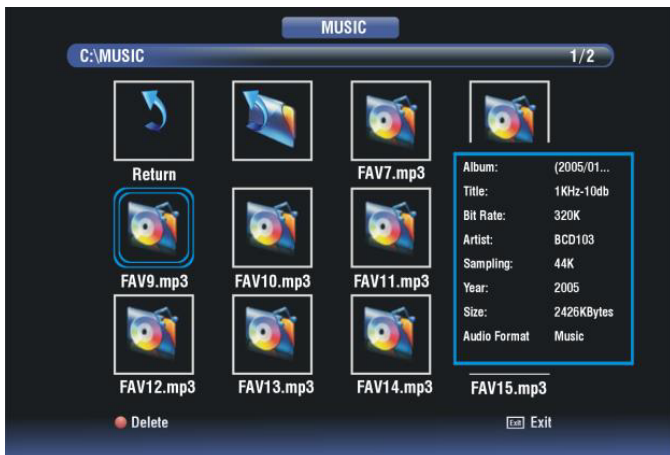 MUSIC
C:\MUSIC 1/2
Return FAV7.mp3
Album: (2005/01...
Title: 1KHz-10db
Bit Rate: 320K
Artist: BCD103
Sampling: 44K
Year: 2005
Size: 2426KBytes
Audio Format Music
FAV9.mp3 FAV10.mp3 FAV11.mp3
FAV12.mp3 FAV13.mp3 FAV14.mp3 FAV15.mp3
Delete Exit Exit